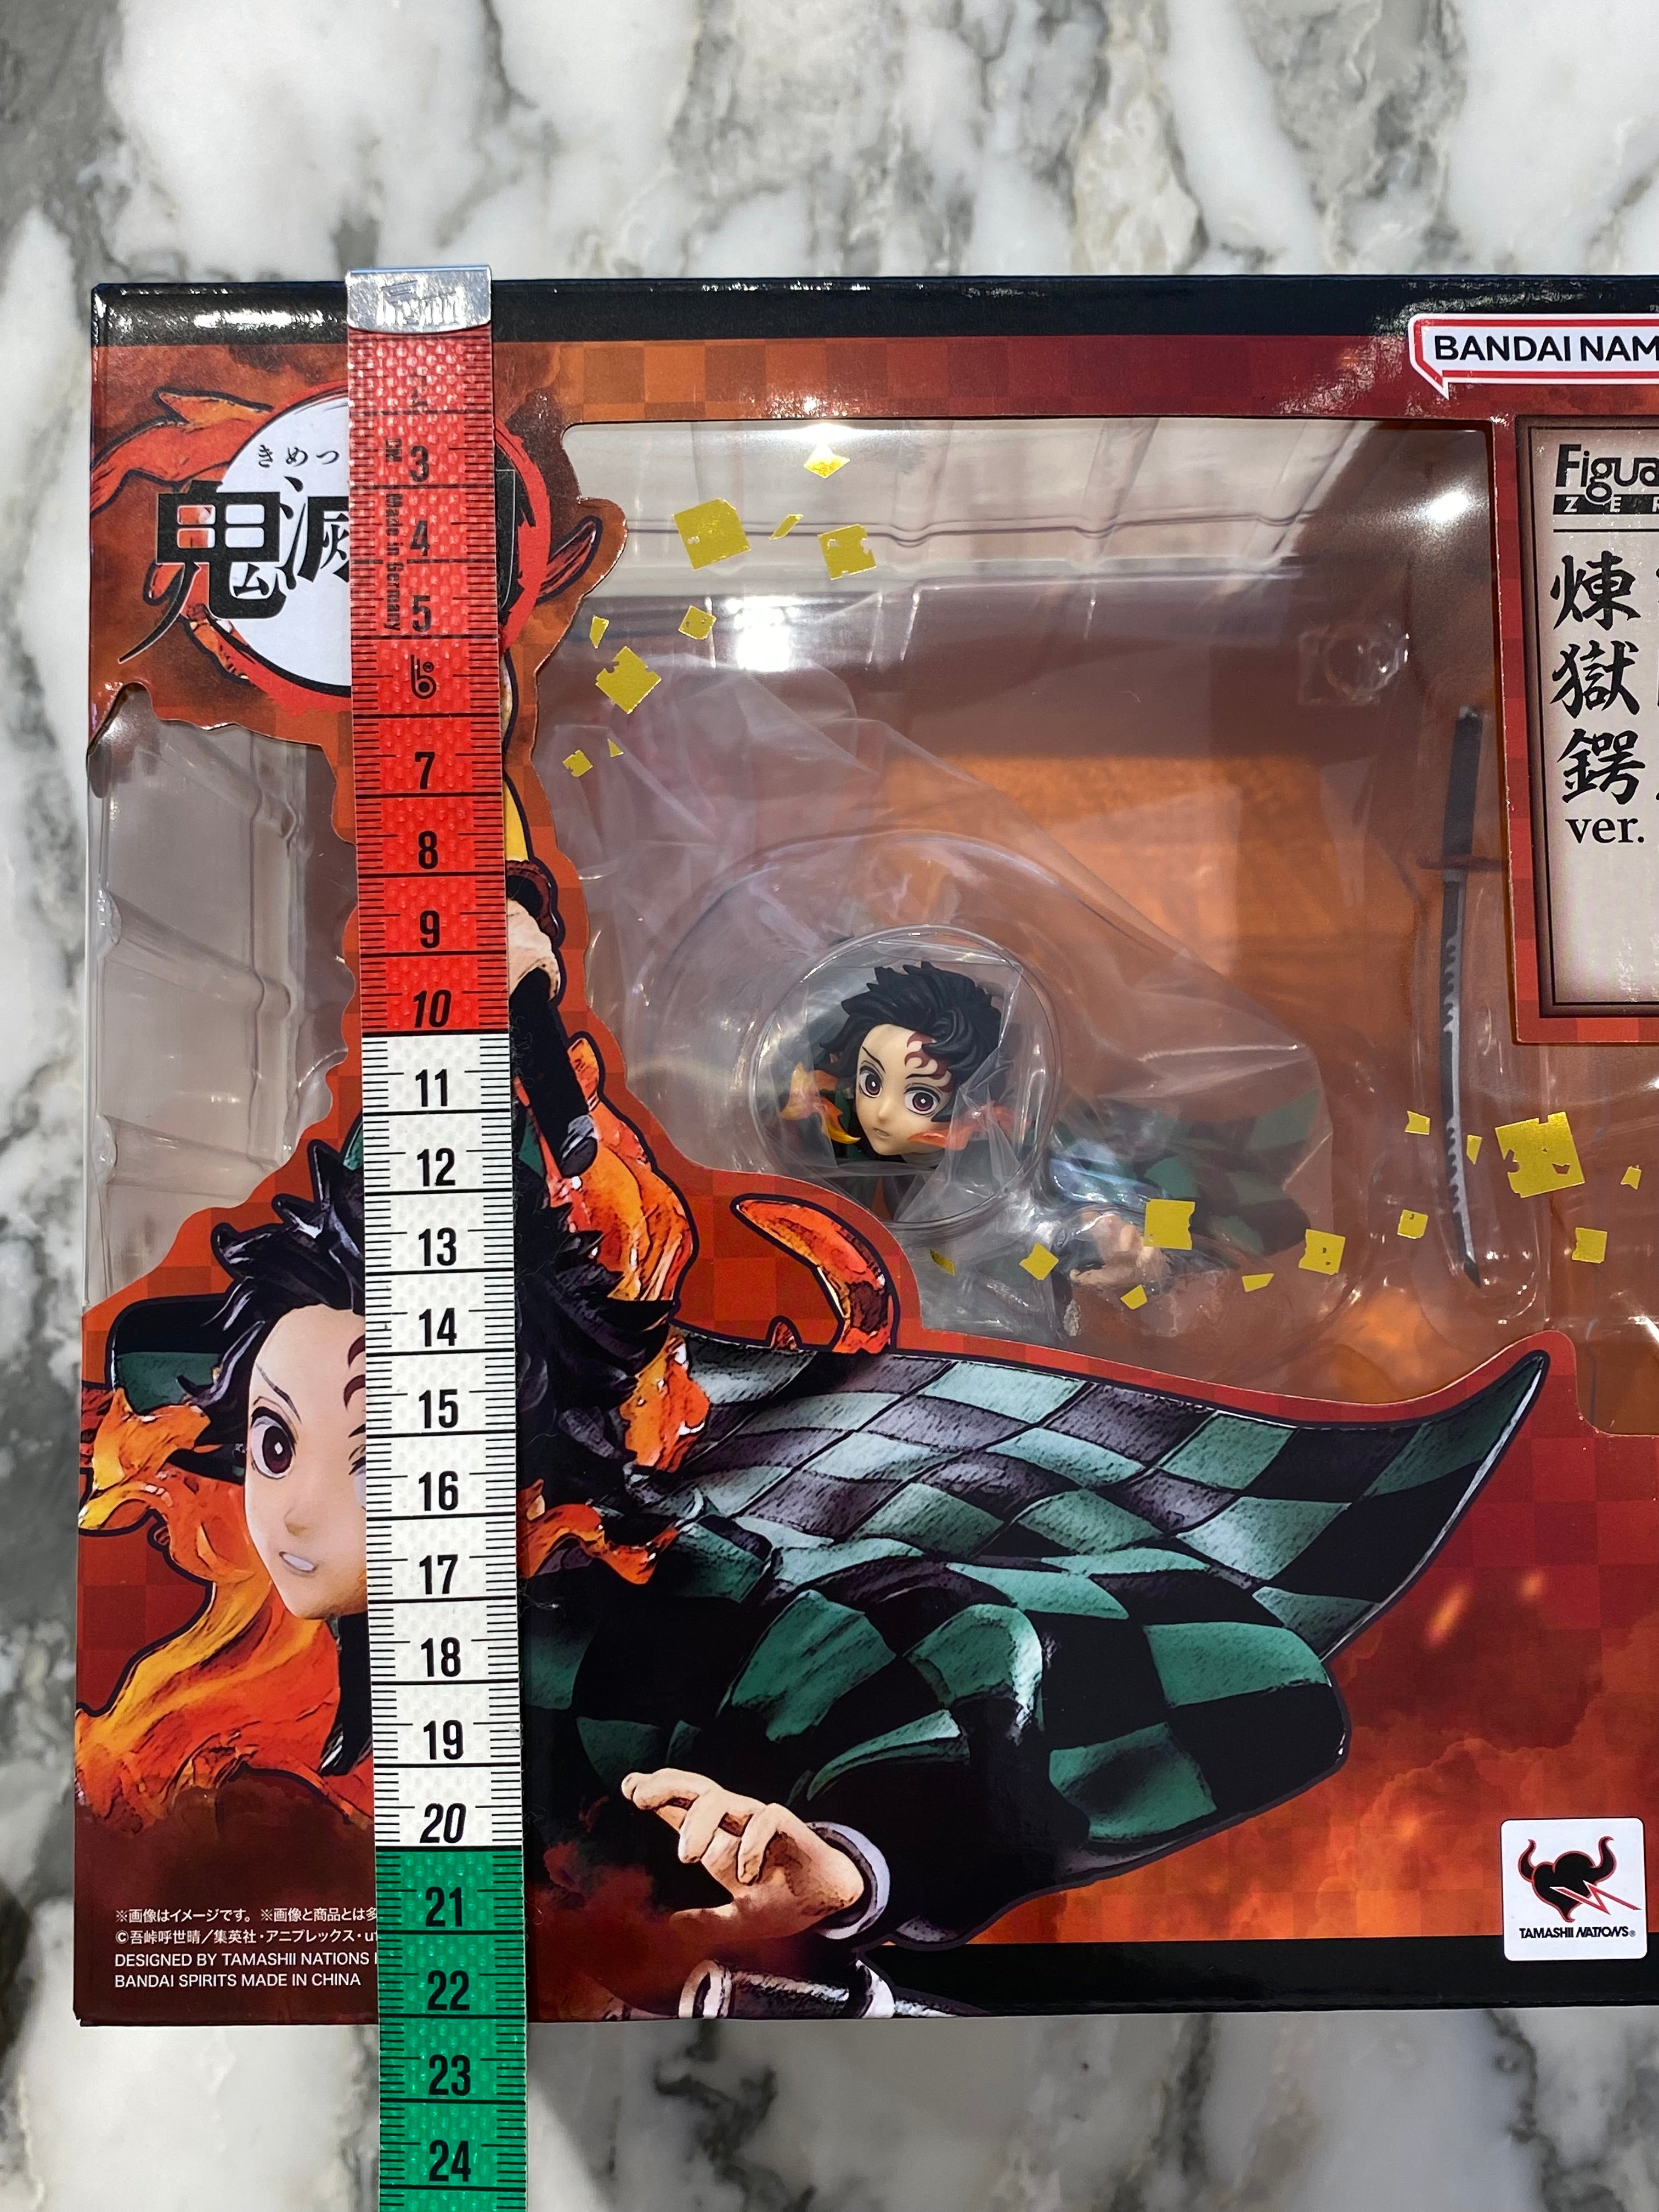 BANDAI NAM
きめつ
鬼滅
Figua
ZER
煉獄鍔
ver.
2
3
4
5
6
7
8
9
10
11
12
13
14
15
16
17
18
19
20
21
22
23
24
Made in Germany
※画像はイメージです。 ※画像と商品とは多
©吾峠呼世晴／集英社・アニプレックス・uf
DESIGNED BY TAMASHII NATIONS
BANDAI SPIRITS MADE IN CHINA
TAMASHII NATIONS